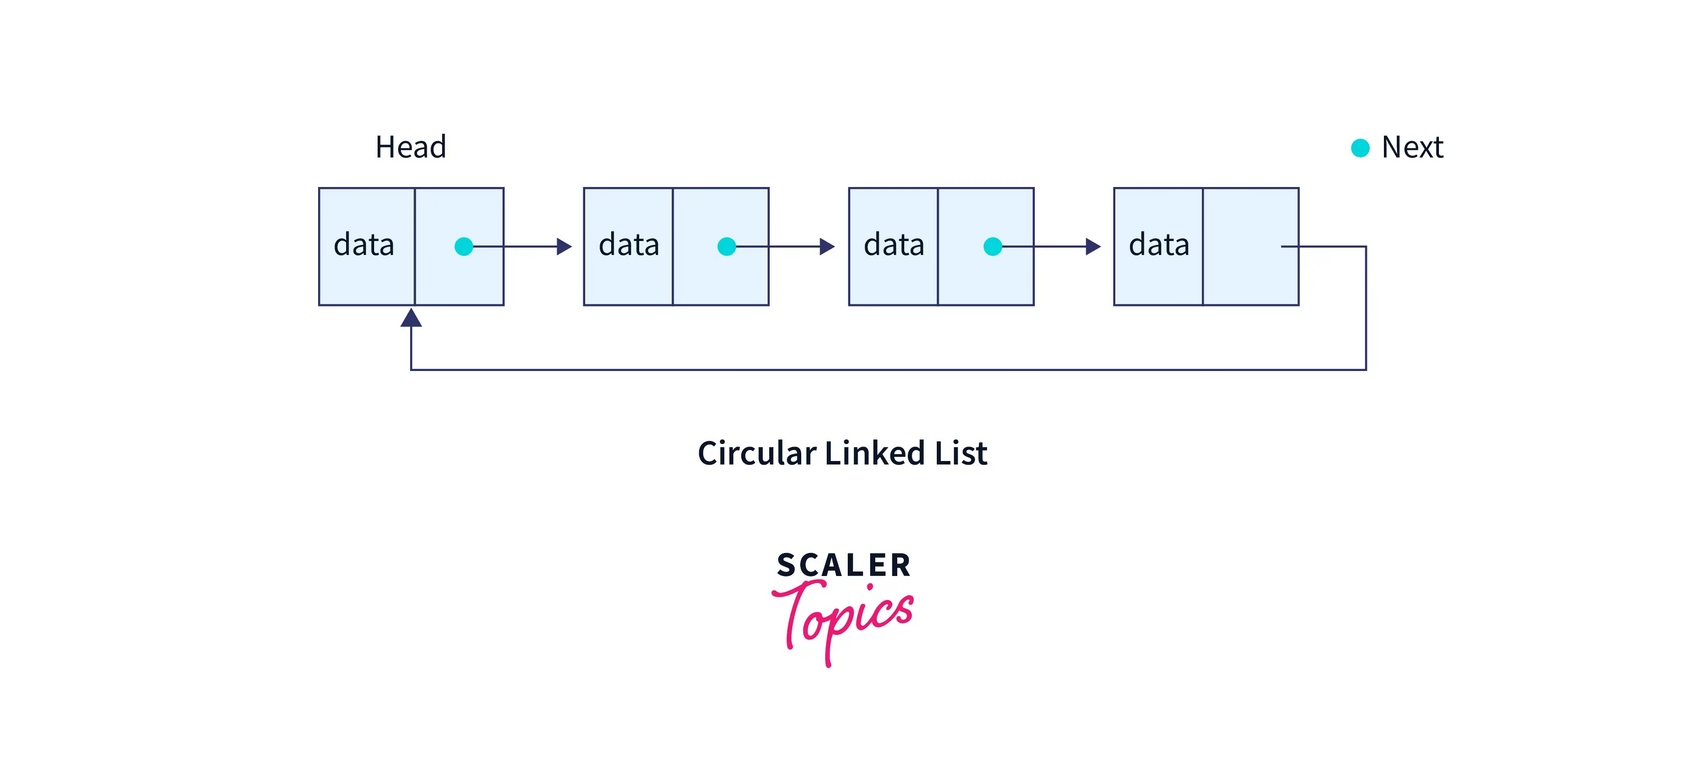 Head
Next
data data data data
Circular Linked List
SCALER
Topics